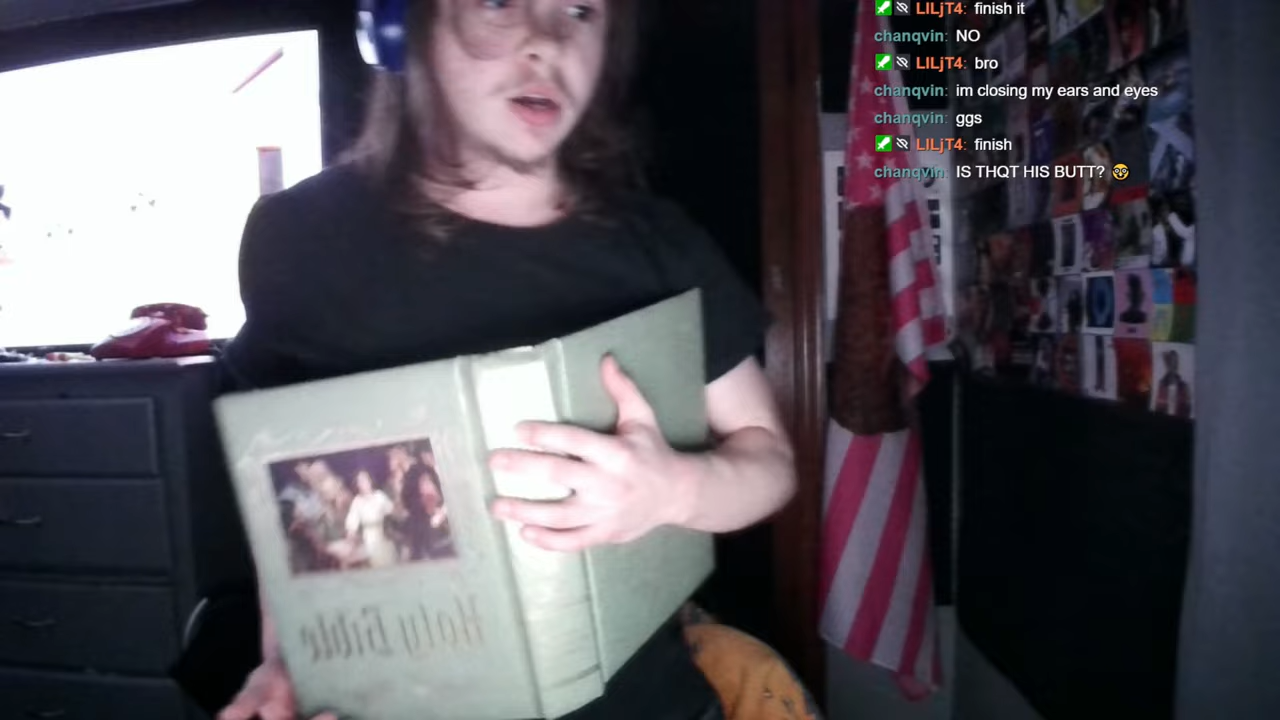 LILjT4: finish it
chanqvin: NO
LILjT4: bro
chanqvin: im closing my ears and eyes
chanqvin: ggs
LILjT4: finish
chanqvin: IS THQT HIS BUTT? 🤓
Holy Bible